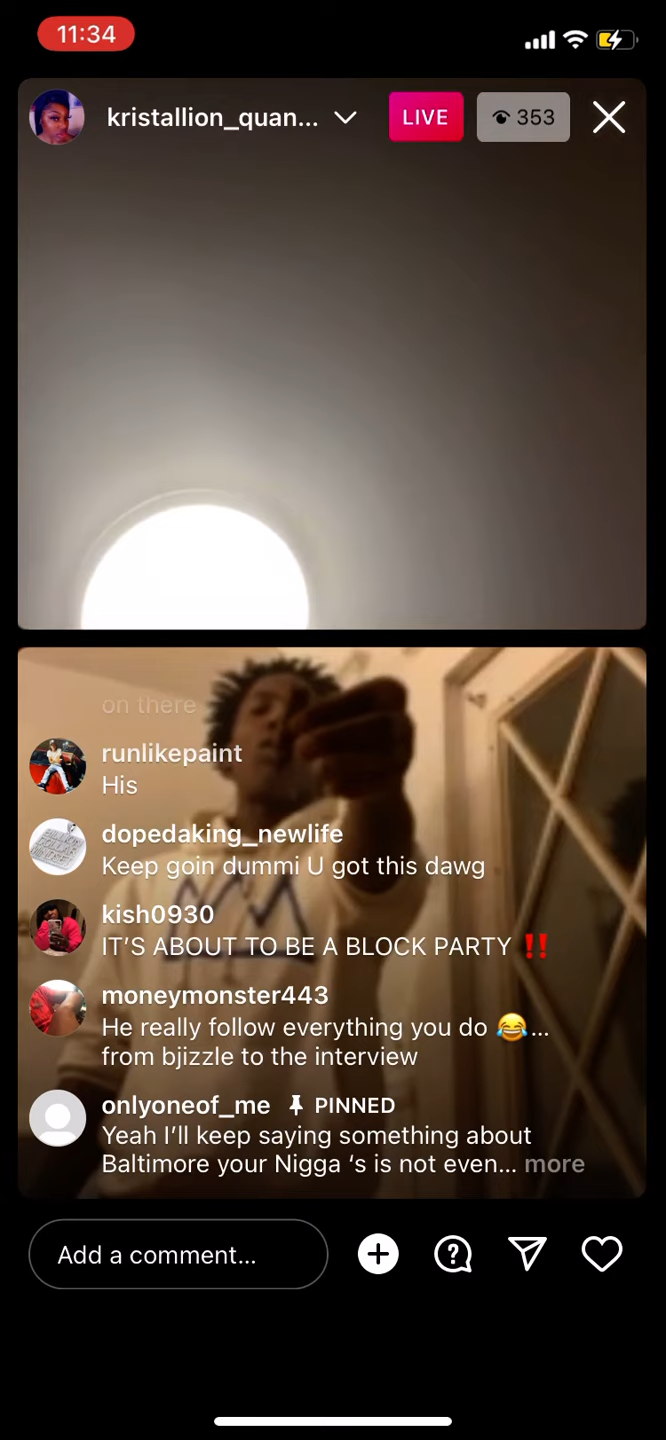 11:34
kristallion_quan...
LIVE
353
on there
runlikepaint
His
dopedaking_newlife
Keep goin dummi U got this dawg
kish0930
IT'S ABOUT TO BE A BLOCK PARTY ‼️
moneymonster443
He really follow everything you do 😂...
from bjizzle to the interview
onlyoneof_me PINNED
Yeah I'll keep saying something about
Baltimore your Nigga 's is not even... more
Add a comment...